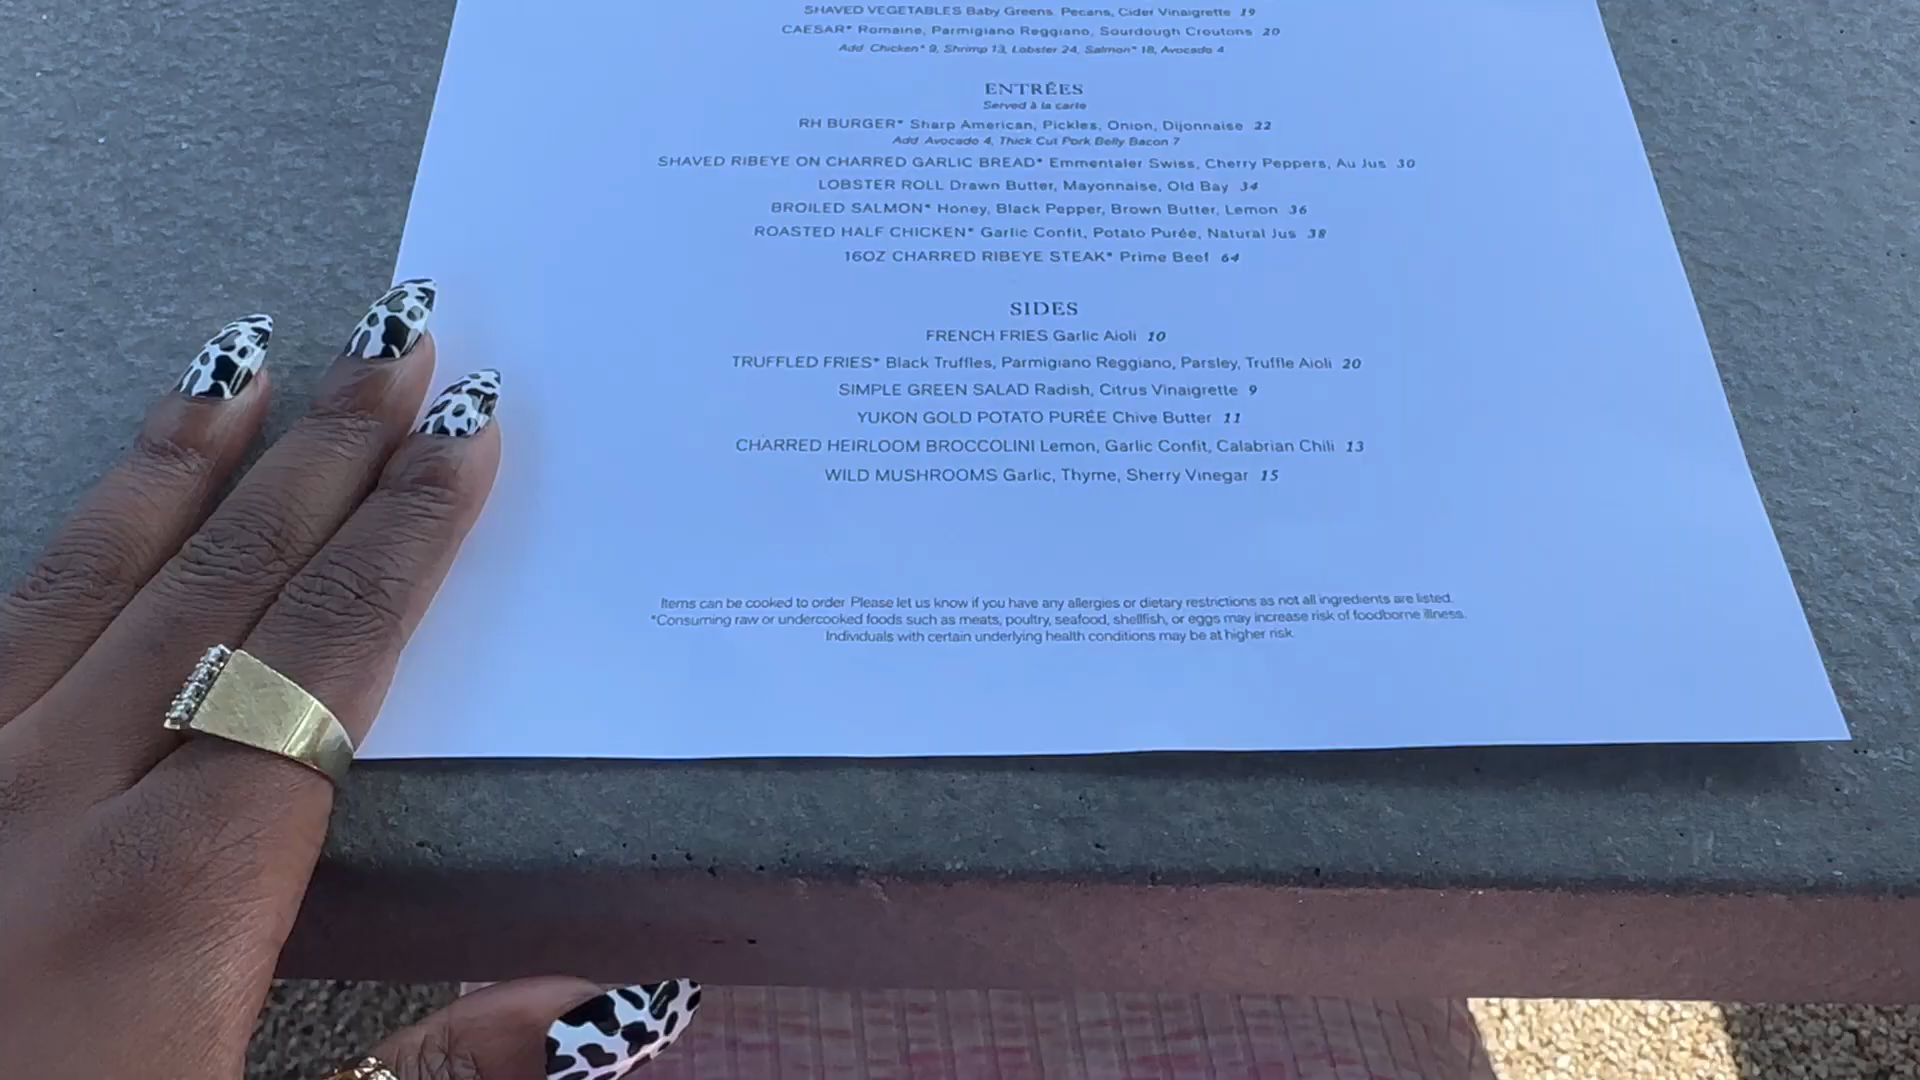 SHAVED VEGETABLES Baby Greens, Pecans, Cider Vinaigrette 19
CAESAR* Romaine, Parmigiano Reggiano, Sourdough Croutons 20
Add Chicken* 9, Shrimp 13, Lobster 24, Salmon* 18, Avocado 4
ENTRÉES
Served à la carte
RH BURGER* Sharp American, Pickles, Onion, Dijonnaise 22
Add Avocado 4, Thick Cut Pork Belly Bacon 7
SHAVED RIBEYE ON CHARRED GARLIC BREAD* Emmentaler Swiss, Cherry Peppers, Au Jus 30
LOBSTER ROLL Drawn Butter, Mayonnaise, Old Bay 34
BROILED SALMON* Honey, Black Pepper, Brown Butter, Lemon 36
ROASTED HALF CHICKEN* Garlic Confit, Potato Purée, Natural Jus 38
16OZ CHARRED RIBEYE STEAK* Prime Beef 64
SIDES
FRENCH FRIES Garlic Aioli 10
TRUFFLED FRIES* Black Truffles, Parmigiano Reggiano, Parsley, Truffle Aioli 20
SIMPLE GREEN SALAD Radish, Citrus Vinaigrette 9
YUKON GOLD POTATO PURÉE Chive Butter 11
CHARRED HEIRLOOM BROCCOLINI Lemon, Garlic Confit, Calabrian Chili 13
WILD MUSHROOMS Garlic, Thyme, Sherry Vinegar 15
Items can be cooked to order. Please let us know if you have any allergies or dietary restrictions as not all ingredients are listed.
*Consuming raw or undercooked foods such as meats, poultry, seafood, shellfish, or eggs may increase risk of foodborne illness.
Individuals with certain underlying health conditions may be at higher risk.